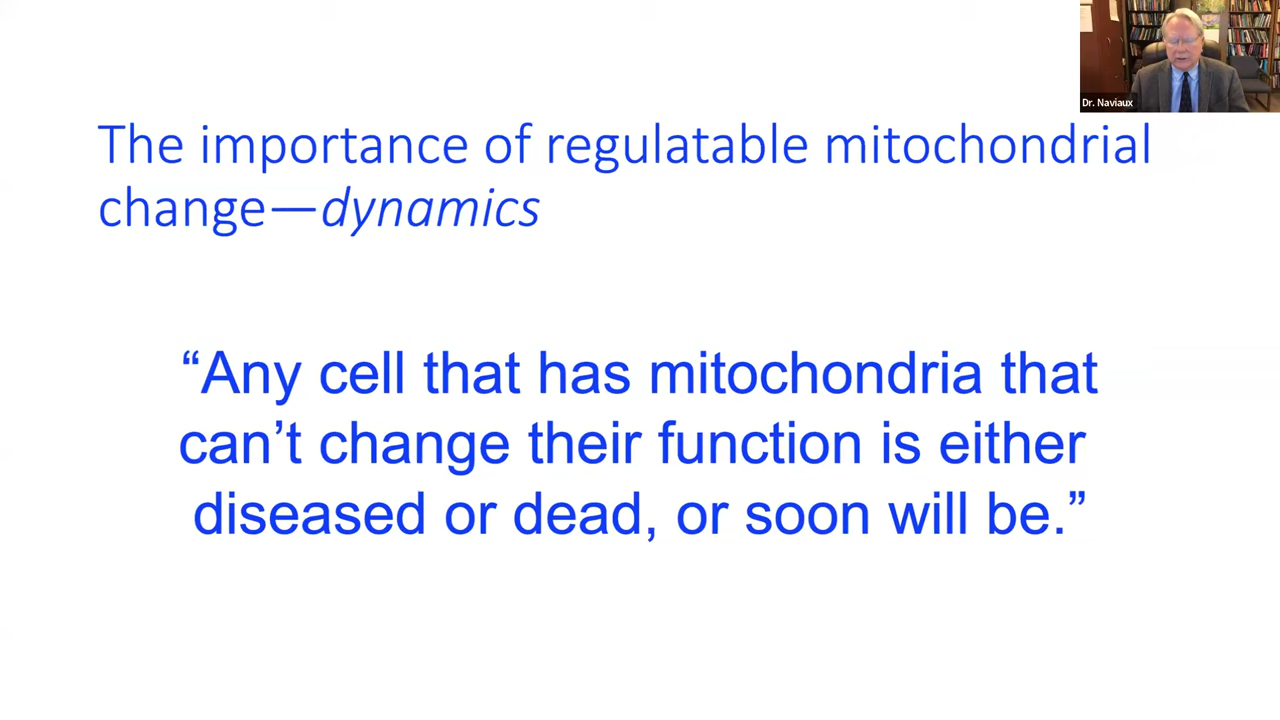 Dr. Naviaux
The importance of regulatable mitochondrial
change—dynamics
“Any cell that has mitochondria that
can’t change their function is either
diseased or dead, or soon will be.”